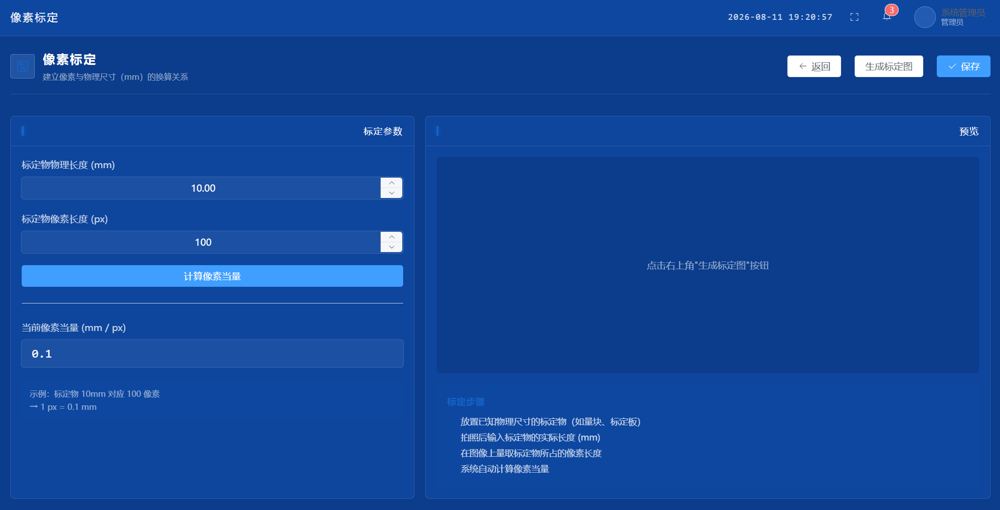 像素标定
2026-08-11 19:20:57
3
系统管理员
管理员
像素标定
建立像素与物理尺寸（mm）的换算关系
返回
生成标定图
保存
标定参数
标定物物理长度 (mm)
10.00
标定物像素长度 (px)
100
计算像素当量
当前像素当量 (mm / px)
0.1
示例：标定物 10mm 对应 100 像素
→ 1 px = 0.1 mm
预览
点击右上角"生成标定图"按钮
标定步骤
放置已知物理尺寸的标定物（如量块、标定板）
拍照后输入标定物的实际长度 (mm)
在图像上量取标定物所占的像素长度
系统自动计算像素当量